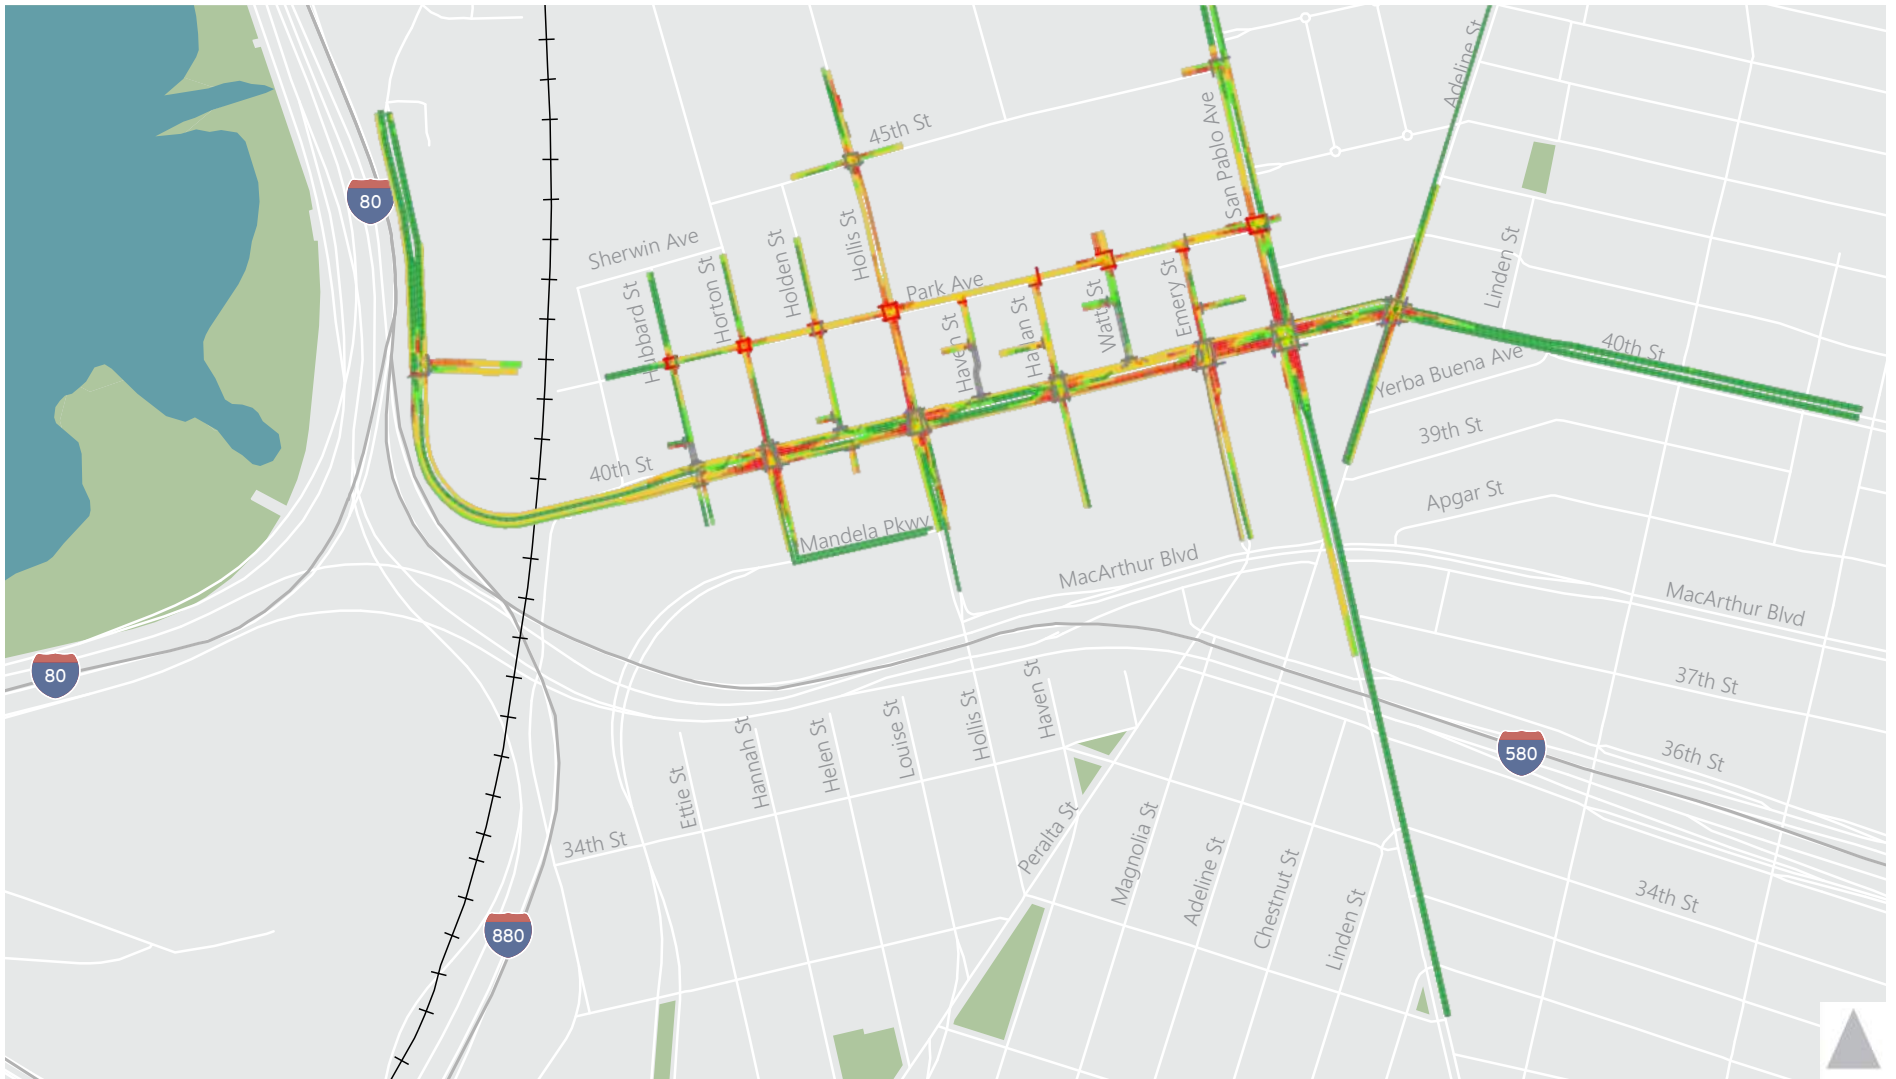 Adeline St
45th St
San Pablo Ave
80
Sherwin Ave
Hollis St
Holden St
Horton St
Hubbard St
Park Ave
Haven St
Harlan St
Watts St
Emery St
Linden St
40th St
Yerba Buena Ave
39th St
40th St
Apgar St
Mandela Pkwy
MacArthur Blvd
MacArthur Blvd
80
37th St
Haven St
Hollis St
Louise St
Helen St
Hannah St
Ettie St
580
36th St
34th St
Peralta St
Magnolia St
Adeline St
Chestnut St
Linden St
34th St
880